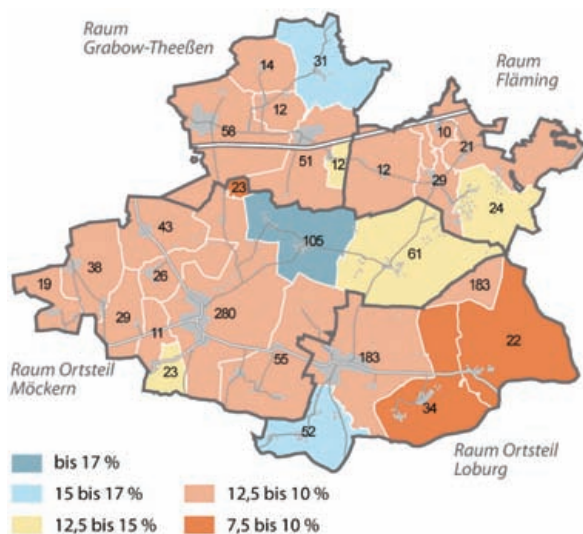 Raum
Grabow-Theeßen
Raum
Fläming
14
31
12
58
10
21
51
12
12
29
23
24
43
105
61
38
26
183
19
29
280
22
11
55
183
23
34
52
Raum Ortsteil
Möckern
Raum Ortsteil
Loburg
bis 17 %
15 bis 17 %
12,5 bis 15 %
12,5 bis 10 %
7,5 bis 10 %